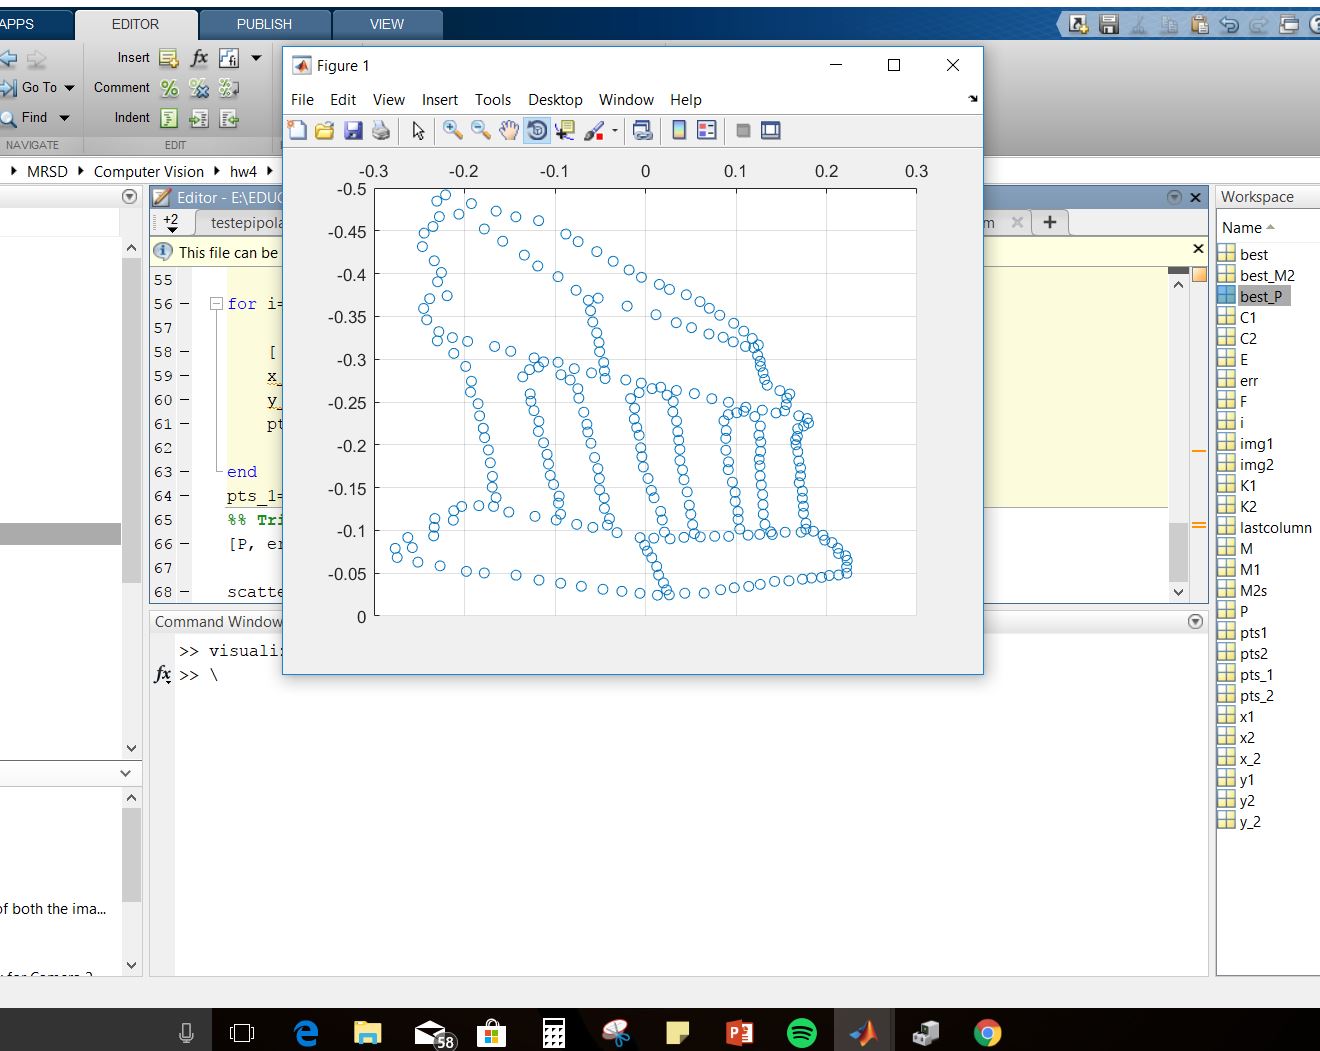 APPS
EDITOR
PUBLISH
VIEW
Insert
fx
fi
Go To
Comment
Find
Indent
NAVIGATE
EDIT
Figure 1
File Edit View Insert Tools Desktop Window Help
MRSD Computer Vision hw4
Editor - E:\EDUC
+2
testepipola
m
+
This file can be
55
56 – for i=
57
58 – [
59 – x_
60 – y_
61 – pt
62
63 – end
64 – pts_1=
65 %% Tri
66 – [P, er
67
68 – scatte
-0.3 -0.2 -0.1 0 0.1 0.2 0.3
-0.5
-0.45
-0.4
-0.35
-0.3
-0.25
-0.2
-0.15
-0.1
-0.05
0
Command Window
>> visuali
fx >> \
of both the ima...
Workspace
Name
best
best_M2
best_P
C1
C2
E
err
F
i
img1
img2
K1
K2
lastcolumn
M
M1
M2s
P
pts1
pts2
pts_1
pts_2
x1
x2
x_2
y1
y2
y_2
58